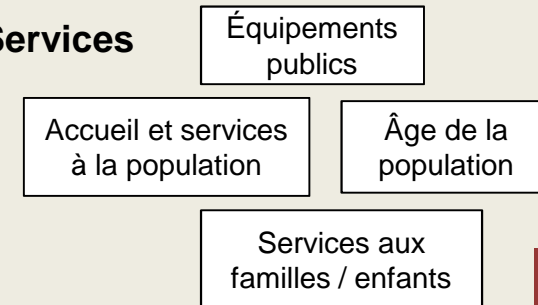 Services
Équipements
publics
Accueil et services
à la population
Âge de la
population
Services aux
familles / enfants